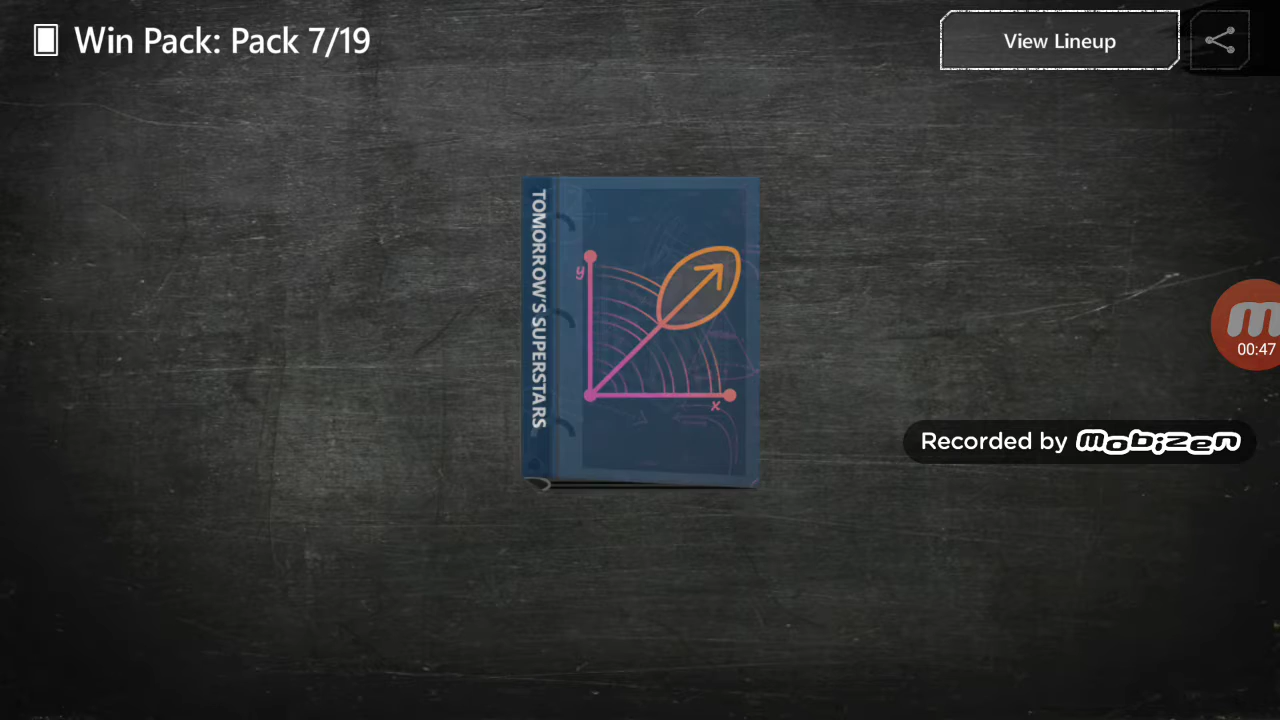 Win Pack: Pack 7/19
View Lineup
TOMORROW'S SUPERSTARS
y
x
00:47
Recorded by mobizen